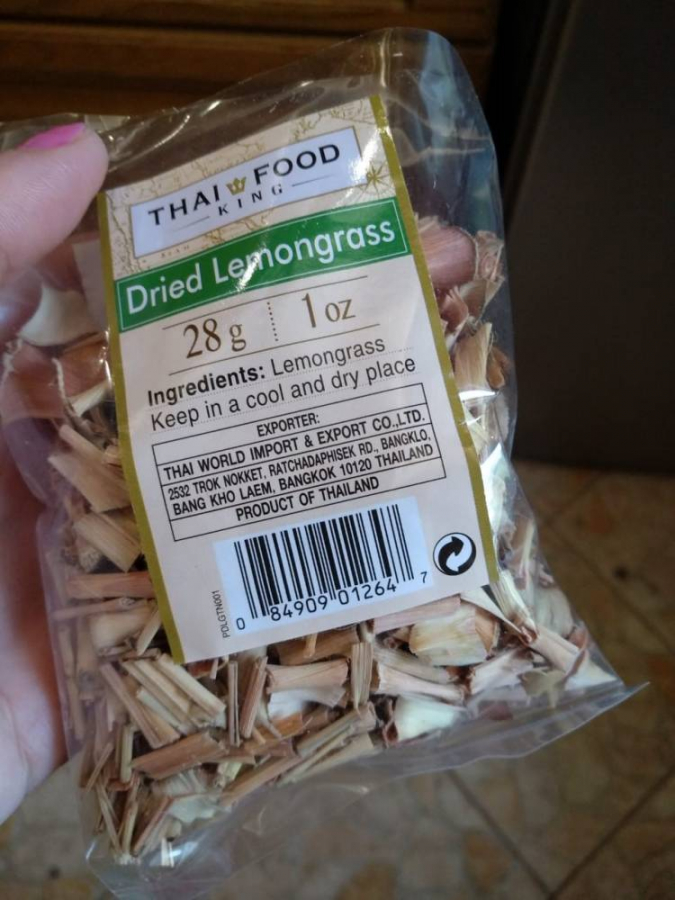 THAI FOOD
KING
Dried Lemongrass
28 g 1 oz
Ingredients: Lemongrass
Keep in a cool and dry place
EXPORTER:
THAI WORLD IMPORT & EXPORT CO.,LTD.
2532 TROK NOKKET, RATCHADAPHISEK RD., BANGKLO,
BANG KHO LAEM, BANGKOK 10120 THAILAND
PRODUCT OF THAILAND
PDLGTN001
0 84909 01264 7